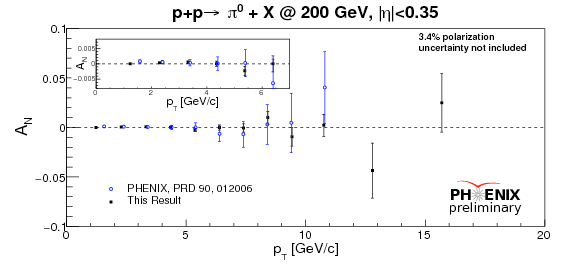 p+p→ π⁰ + X @ 200 GeV, |η|<0.35
0.1
0.05
0
−0.05
−0.1
A_N
3.4% polarization
uncertainty not included
0.005
0
−0.005
A_N
0 2 4 6
p_T [GeV/c]
PHENIX, PRD 90, 012006
This Result
PHENIX
preliminary
0 5 10 15 20
p_T [GeV/c]